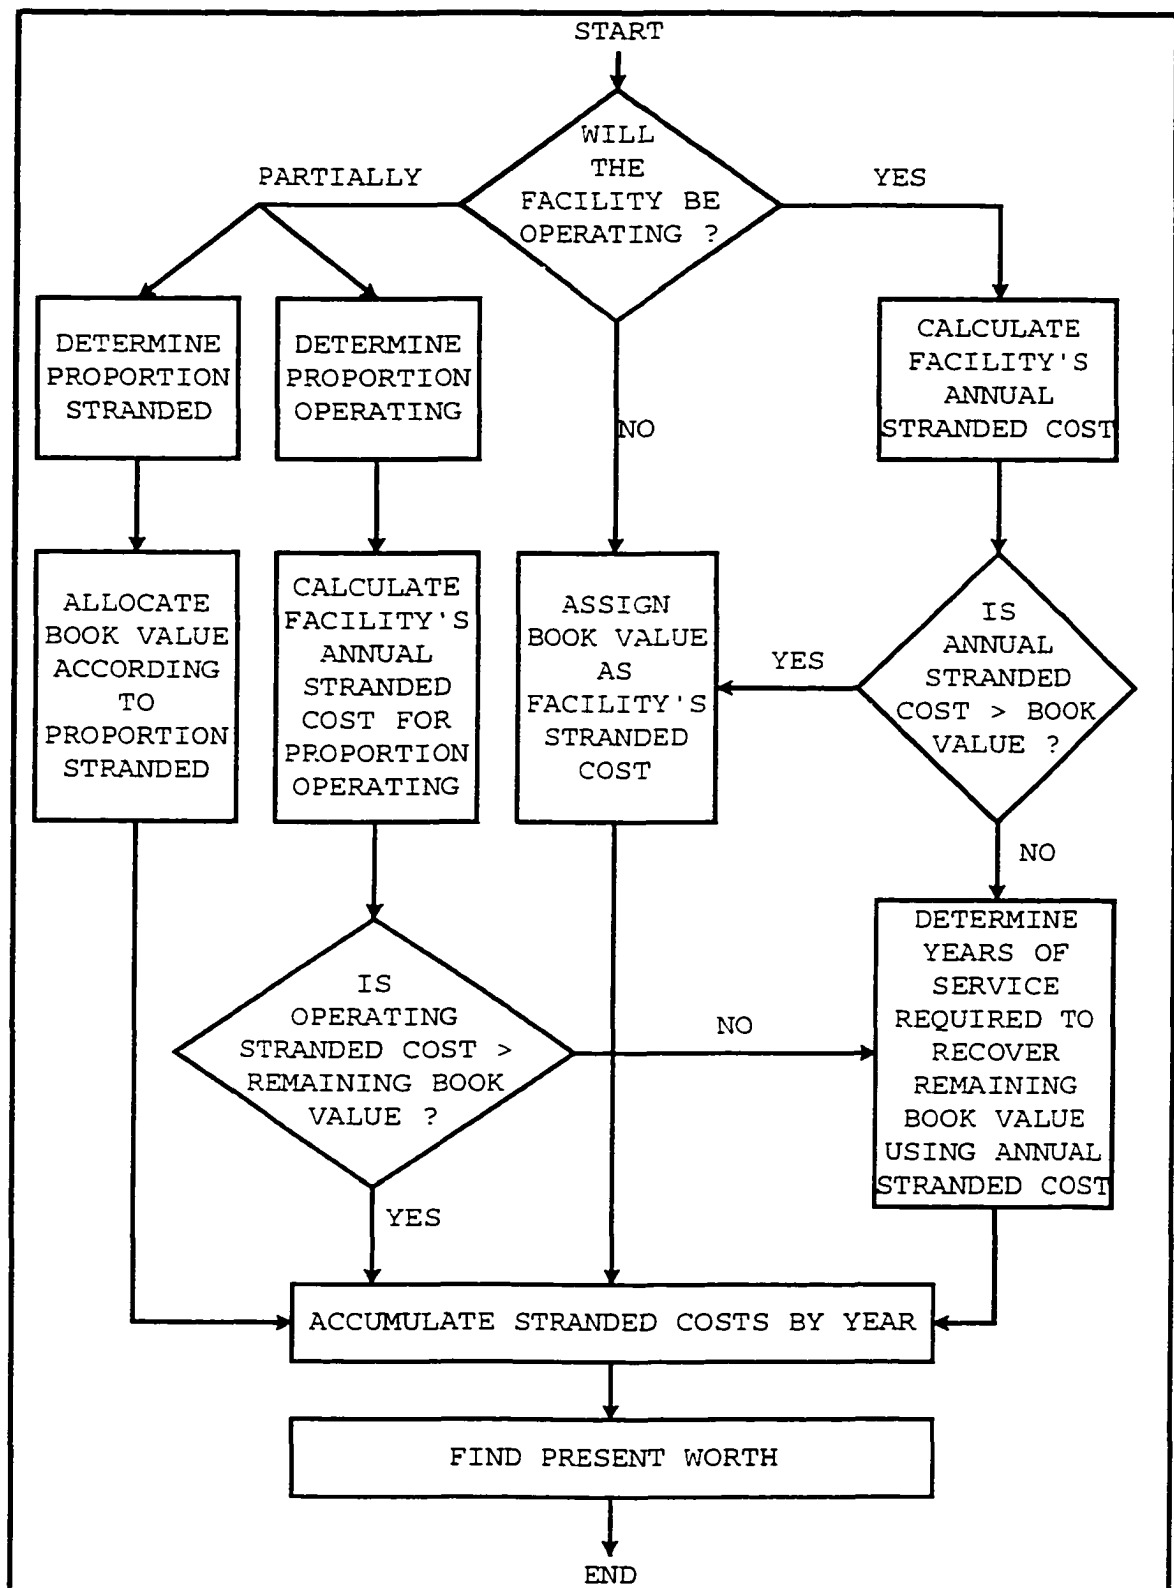 START
WILL
THE
FACILITY BE
OPERATING ?
PARTIALLY
YES
DETERMINE
PROPORTION
STRANDED
DETERMINE
PROPORTION
OPERATING
NO
CALCULATE
FACILITY'S
ANNUAL
STRANDED COST
ALLOCATE
BOOK VALUE
ACCORDING
TO
PROPORTION
STRANDED
CALCULATE
FACILITY'S
ANNUAL
STRANDED
COST FOR
PROPORTION
OPERATING
ASSIGN
BOOK VALUE
AS
FACILITY'S
STRANDED
COST
YES
IS
ANNUAL
STRANDED
COST > BOOK
VALUE ?
NO
IS
OPERATING
STRANDED COST >
REMAINING BOOK
VALUE ?
NO
DETERMINE
YEARS OF
SERVICE
REQUIRED TO
RECOVER
REMAINING
BOOK VALUE
USING ANNUAL
STRANDED COST
YES
ACCUMULATE STRANDED COSTS BY YEAR
FIND PRESENT WORTH
END